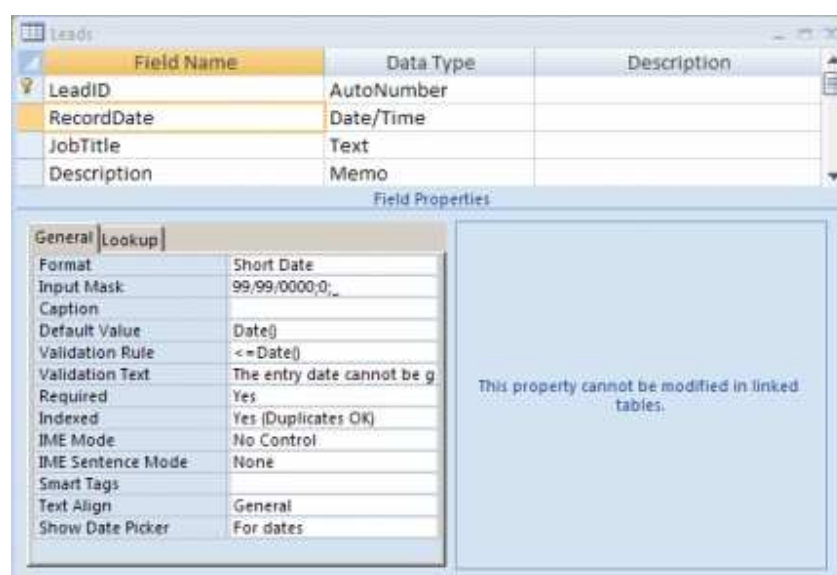 Leads
Field Name Data Type Description
LeadID AutoNumber
RecordDate Date/Time
JobTitle Text
Description Memo
Field Properties
General Lookup
Format Short Date
Input Mask 99/99/0000;0;_
Caption
Default Value Date()
Validation Rule <=Date()
Validation Text The entry date cannot be g
Required Yes
Indexed Yes (Duplicates OK)
IME Mode No Control
IME Sentence Mode None
Smart Tags
Text Align General
Show Date Picker For dates
This property cannot be modified in linked
tables.